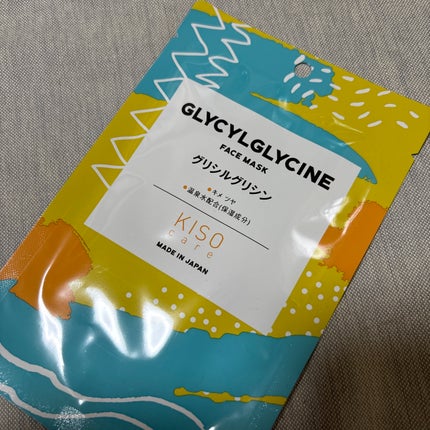 GLYCYLGLYCINE
FACE MASK
グリシルグリシン
●キメ ツヤ
●温泉水配合(保湿成分)
KISO
care
MADE IN JAPAN